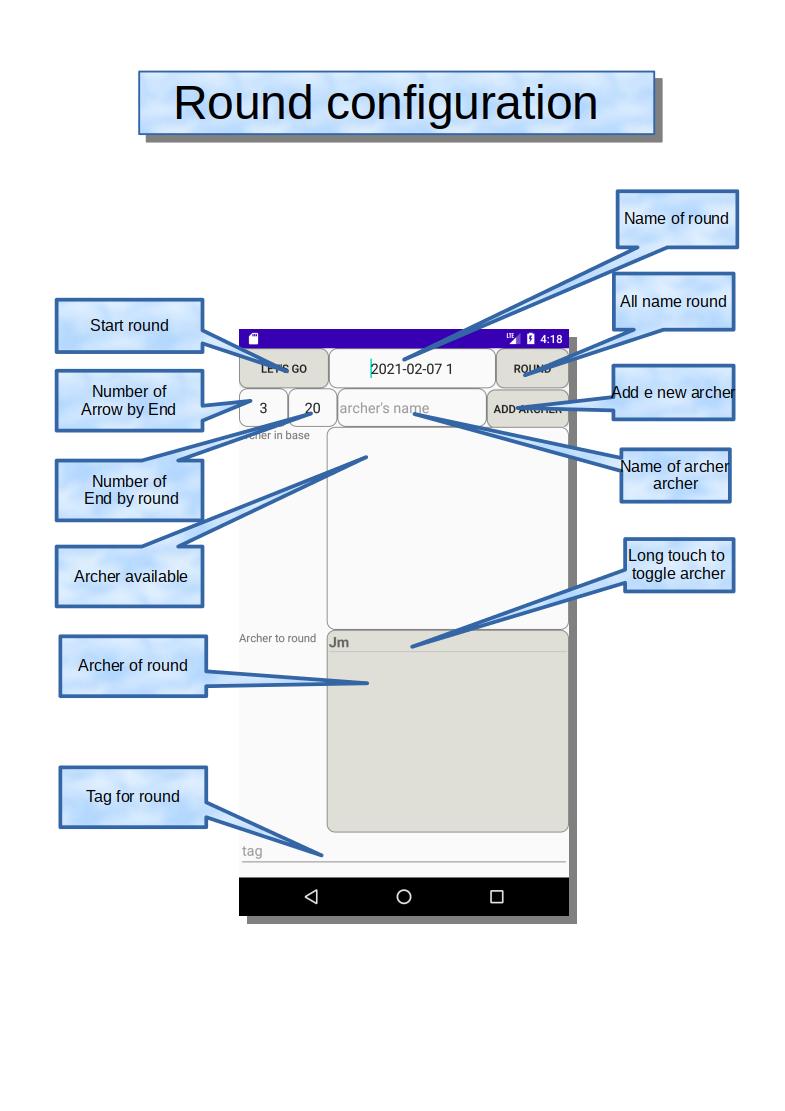 Round configuration
Name of round
All name round
Start round
LTE 4:18
LET'S GO
2021-02-07 1
ROUND
Number of
Arrow by End
Add e new archer
3
20
archer's name
ADD ARCHER
Archer in base
Number of
End by round
Name of archer
archer
Archer available
Long touch to
toggle archer
Archer to round
Jm
Archer of round
Tag for round
tag